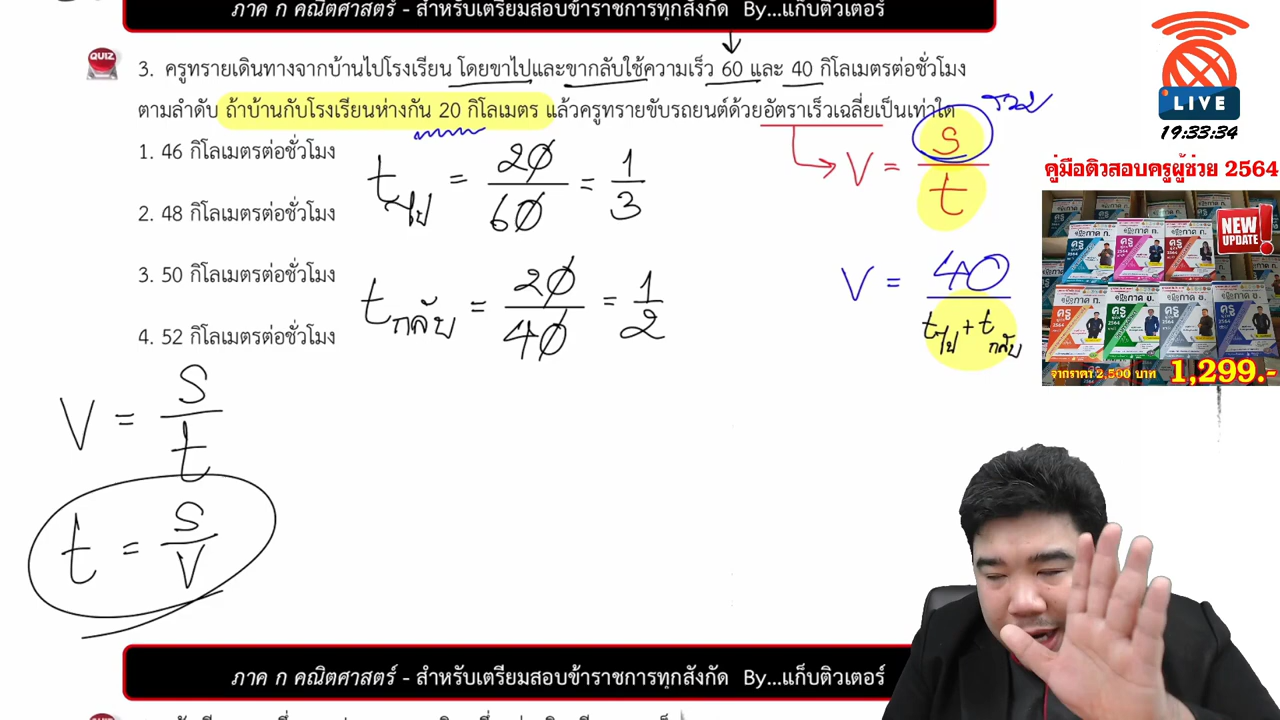 ภาค ก คณิตศาสตร์ - สำหรับเตรียมสอบข้าราชการทุกสังกัด By...แก็บติวเตอร์
QUIZ
3. ครูทรายเดินทางจากบ้านไปโรงเรียน โดยขาไปและขากลับใช้ความเร็ว 60 และ 40 กิโลเมตรต่อชั่วโมง
ตามลำดับ ถ้าบ้านกับโรงเรียนห่างกัน 20 กิโลเมตร แล้วครูทรายขับรถยนต์ด้วยอัตราเร็วเฉลี่ยเป็นเท่าใด
รวม
1. 46 กิโลเมตรต่อชั่วโมง
2. 48 กิโลเมตรต่อชั่วโมง
3. 50 กิโลเมตรต่อชั่วโมง
4. 52 กิโลเมตรต่อชั่วโมง
t ไป = 20/60 = 1/3
t กลับ = 20/40 = 1/2
V = s/t
V = 40/(t ไป + t กลับ)
V = s/t
t = s/v
LIVE
19:33:34
คู่มือติวสอบครูผู้ช่วย 2564
NEW
UPDATE
จากราคา 2,500 บาท 1,299.-
ภาค ก คณิตศาสตร์ - สำหรับเตรียมสอบข้าราชการทุกสังกัด By...แก็บติวเตอร์